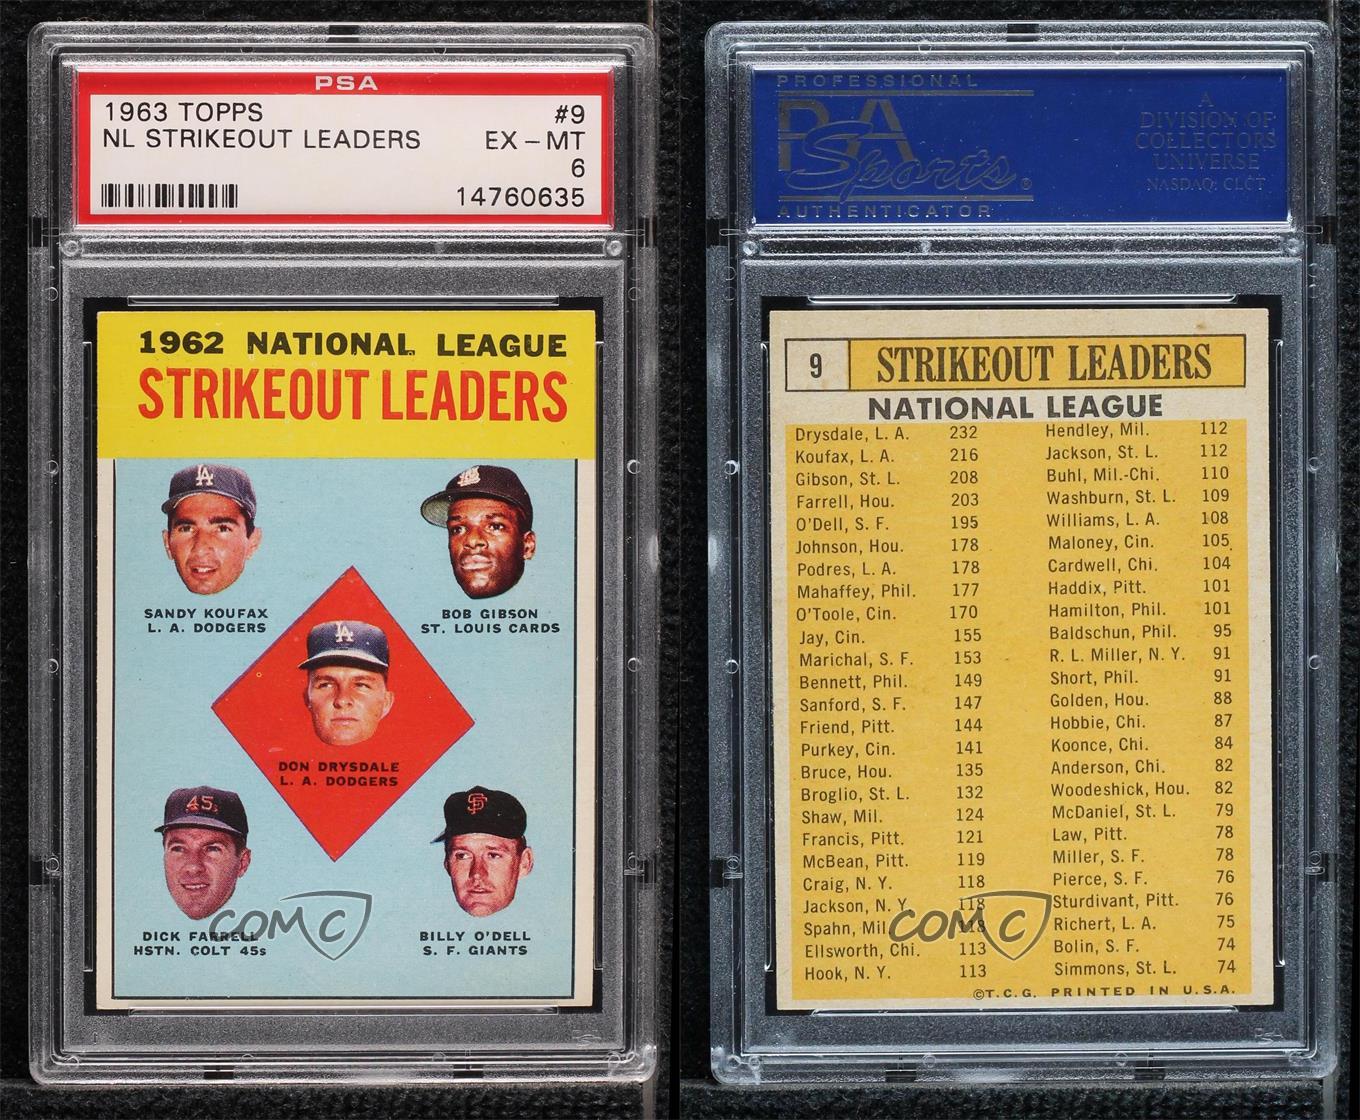 PSA
1963 TOPPS #9
NL STRIKEOUT LEADERS EX - MT
6
14760635
1962 NATIONAL LEAGUE
STRIKEOUT LEADERS
LA
SANDY KOUFAX
L. A. DODGERS
BOB GIBSON
ST. LOUIS CARDS
LA
DON DRYSDALE
L. A. DODGERS
45s
DICK FARRELL
HSTN. COLT 45s
SF
BILLY O'DELL
S. F. GIANTS
COMC
PROFESSIONAL
PSA
Sports®
AUTHENTICATOR
A
DIVISION OF
COLLECTORS
UNIVERSE
NASDAQ: CLCT
9 STRIKEOUT LEADERS
NATIONAL LEAGUE
Drysdale, L. A. 232
Koufax, L. A. 216
Gibson, St. L. 208
Farrell, Hou. 203
O'Dell, S. F. 195
Johnson, Hou. 178
Podres, L. A. 178
Mahaffey, Phil. 177
O'Toole, Cin. 170
Jay, Cin. 155
Marichal, S. F. 153
Bennett, Phil. 149
Sanford, S. F. 147
Friend, Pitt. 144
Purkey, Cin. 141
Bruce, Hou. 135
Broglio, St. L. 132
Shaw, Mil. 124
Francis, Pitt. 121
McBean, Pitt. 119
Craig, N. Y. 118
Jackson, N. Y. 118
Spahn, Mil. 118
Ellsworth, Chi. 113
Hook, N. Y. 113
Hendley, Mil. 112
Jackson, St. L. 112
Buhl, Mil.-Chi. 110
Washburn, St. L. 109
Williams, L. A. 108
Maloney, Cin. 105
Cardwell, Chi. 104
Haddix, Pitt. 101
Hamilton, Phil. 101
Baldschun, Phil. 95
R. L. Miller, N. Y. 91
Short, Phil. 91
Golden, Hou. 88
Hobbie, Chi. 87
Koonce, Chi. 84
Anderson, Chi. 82
Woodeshick, Hou. 82
McDaniel, St. L. 79
Law, Pitt. 78
Miller, S. F. 78
Pierce, S. F. 76
Sturdivant, Pitt. 76
Richert, L. A. 75
Bolin, S. F. 74
Simmons, St. L. 74
©T.C.G. PRINTED IN U.S.A.
COMC